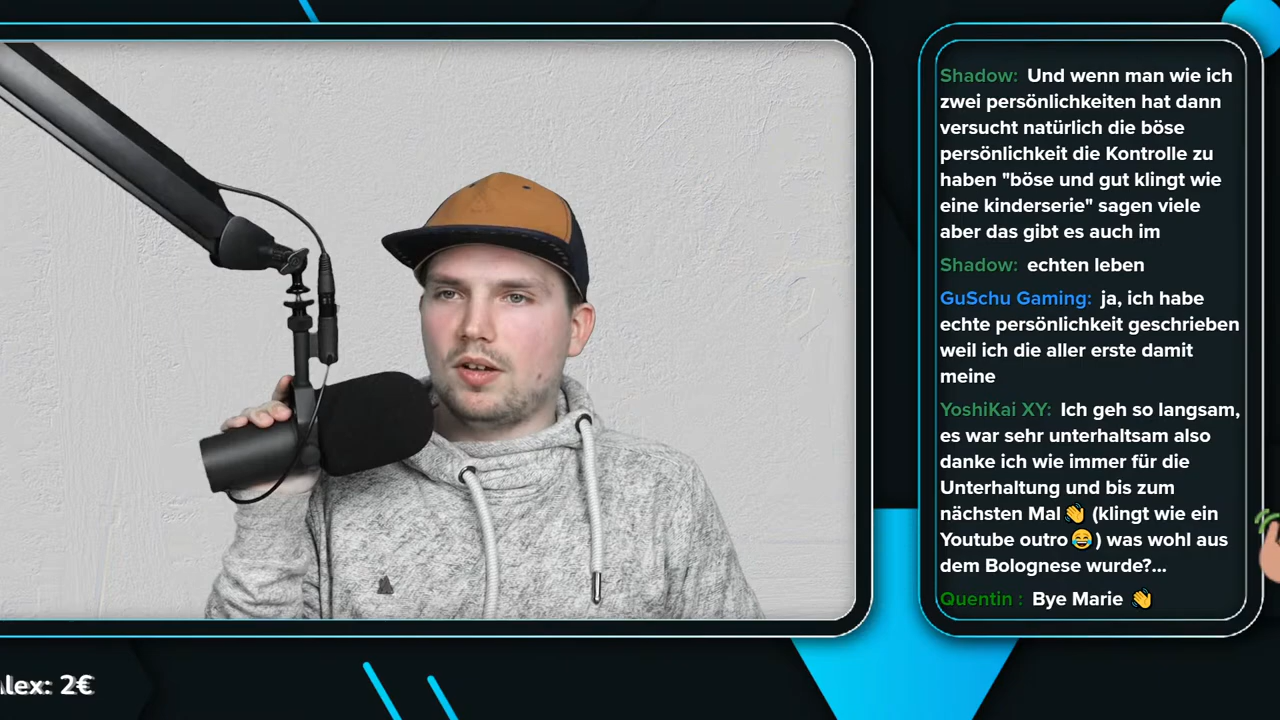 Shadow: Und wenn man wie ich
zwei persönlichkeiten hat dann
versucht natürlich die böse
persönlichkeit die Kontrolle zu
haben "böse und gut klingt wie
eine kinderserie" sagen viele
aber das gibt es auch im
Shadow: echten leben
GuSchu Gaming: ja, ich habe
echte persönlichkeit geschrieben
weil ich die aller erste damit
meine
YoshiKai XY: Ich geh so langsam,
es war sehr unterhaltsam also
danke ich wie immer für die
Unterhaltung und bis zum
nächsten Mal 👋 (klingt wie ein
Youtube outro 😂) was wohl aus
dem Bolognese wurde?...
Quentin : Bye Marie 👋
lex: 2€